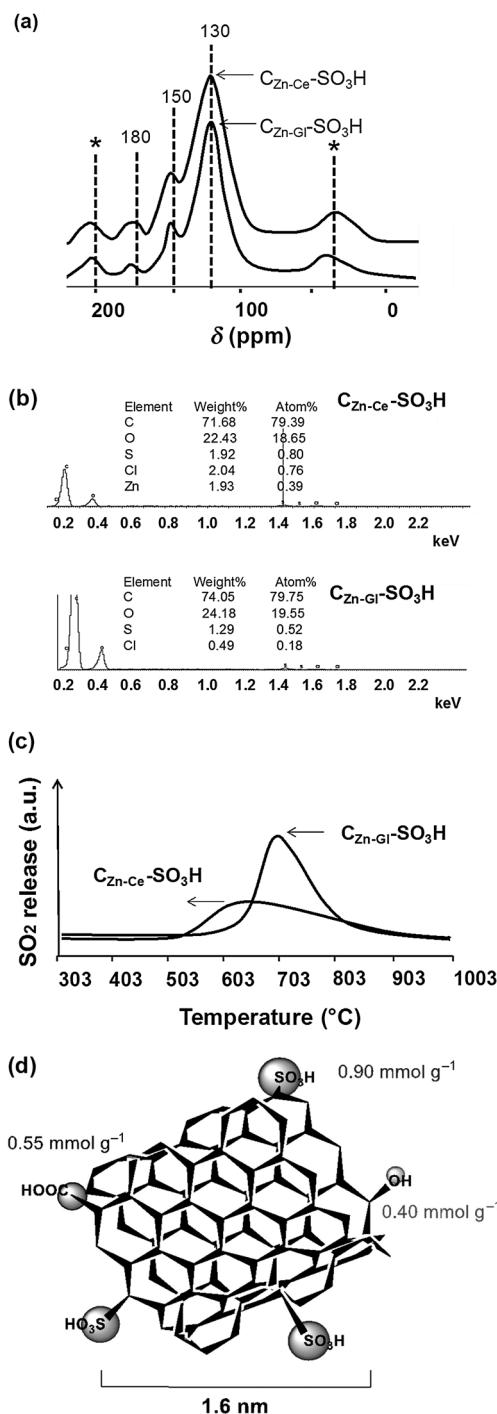 (a)
130
C_Zn-Ce-SO3H
150
C_Zn-Gl-SO3H
180
* *
200 100 0
δ (ppm)
(b)
Element Weight% Atom% C_Zn-Ce-SO3H
C 71.68 79.39
O 22.43 18.65
S 1.92 0.80
Cl 2.04 0.76
Zn 1.93 0.39
0.2 0.4 0.6 0.8 1.0 1.2 1.4 1.6 1.8 2.0 2.2
keV
Element Weight% Atom% C_Zn-Gl-SO3H
C 74.05 79.75
O 24.18 19.55
S 1.29 0.52
Cl 0.49 0.18
0.2 0.4 0.6 0.8 1.0 1.2 1.4 1.6 1.8 2.0 2.2
keV
(c)
SO2 release (a.u.)
C_Zn-Gl-SO3H
C_Zn-Ce-SO3H
303 403 503 603 703 803 903 1003
Temperature (°C)
(d)
SO3H 0.90 mmol g⁻¹
0.55 mmol g⁻¹
HOOC OH
0.40 mmol g⁻¹
HO3S SO3H
1.6 nm